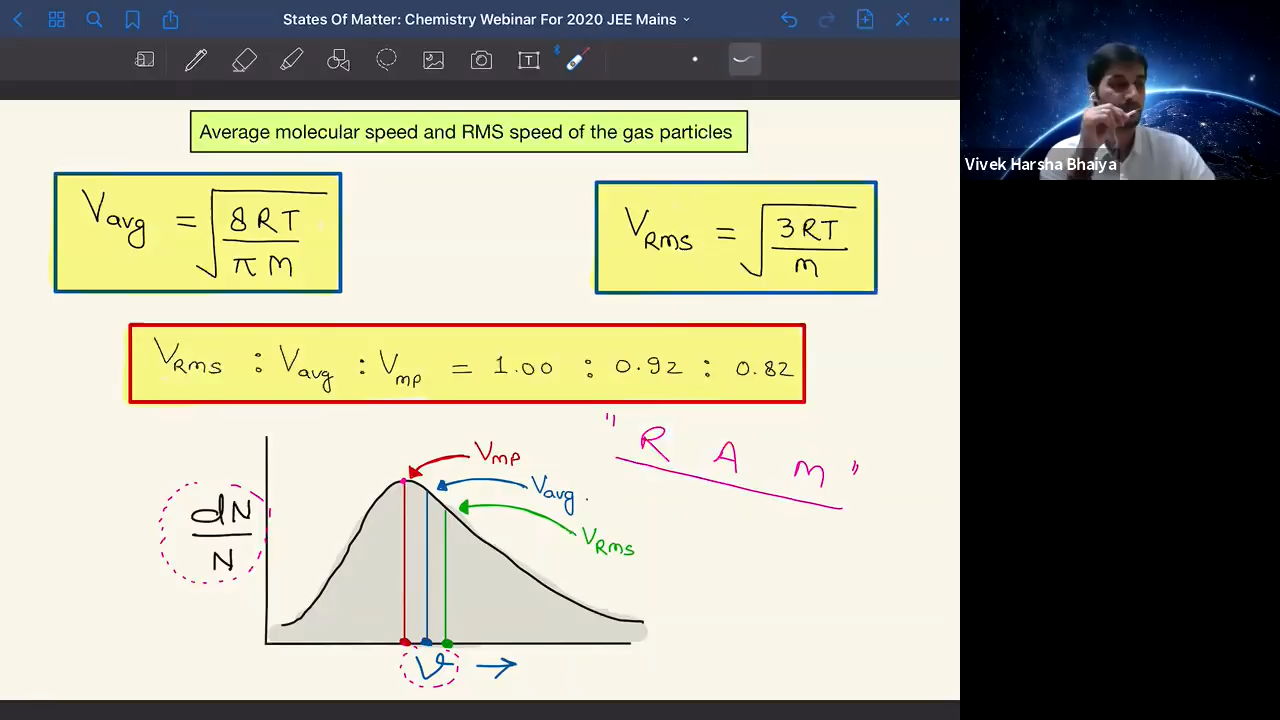 States Of Matter: Chemistry Webinar For 2020 JEE Mains
T
Vivek Harsha Bhaiya
Average molecular speed and RMS speed of the gas particles
Vavg = √(8RT / πM)
VRms = √(3RT / m)
VRms : Vavg : Vmp = 1.00 : 0.92 : 0.82
"R A M"
Vmp
Vavg.
VRms
dN
N
V →